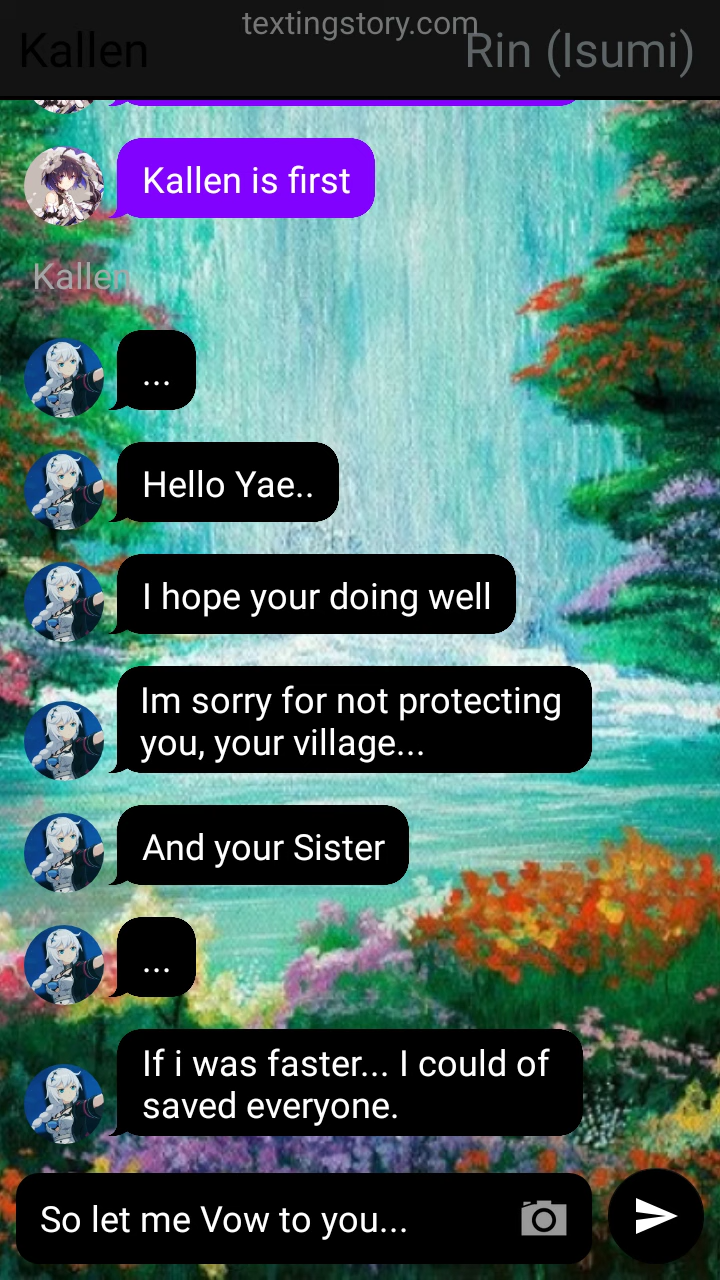 textingstory.com
Kallen
Rin (Isumi)
Kallen is first
Kallen
...
Hello Yae..
I hope your doing well
Im sorry for not protecting
you, your village...
And your Sister
...
If i was faster... I could of
saved everyone.
So let me Vow to you...